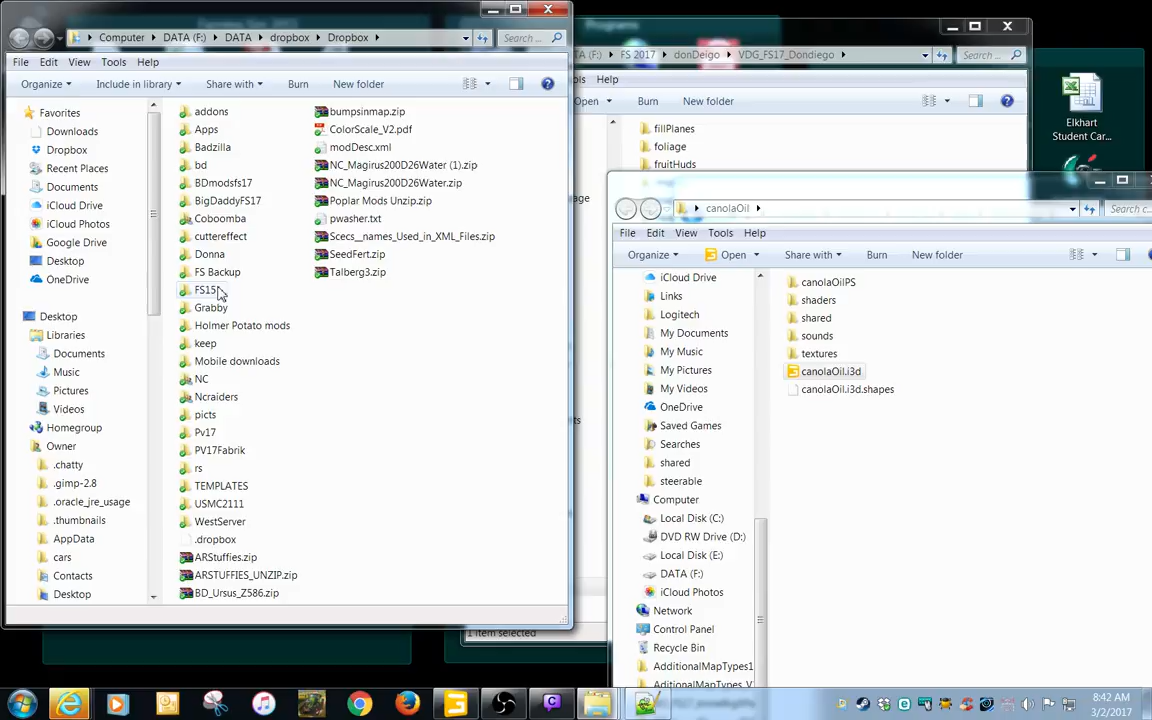 Programs
Computer ▸ DATA (F:) ▸ DATA ▸ dropbox ▸ Dropbox ▸
Search...
File Edit View Tools Help
Organize ▾ Include in library ▾ Share with ▾ Burn New folder
Favorites
Downloads
Dropbox
Recent Places
Documents
iCloud Drive
iCloud Photos
Google Drive
Desktop
OneDrive
Desktop
Libraries
Documents
Music
Pictures
Videos
Homegroup
Owner
.chatty
.gimp-2.8
.oracle_jre_usage
.thumbnails
AppData
cars
Contacts
Desktop
addons
Apps
Badzilla
bd
BDmodsfs17
BigDaddyFS17
Coboomba
cuttereffect
Donna
FS Backup
FS15
Grabby
Holmer Potato mods
keep
Mobile downloads
NC
Ncraiders
picts
Pv17
PV17Fabrik
rs
TEMPLATES
USMC2111
WestServer
.dropbox
ARStuffies.zip
ARSTUFFIES_UNZIP.zip
BD_Ursus_Z586.zip
bumpsinmap.zip
ColorScale_V2.pdf
modDesc.xml
NC_Magirus200D26Water (1).zip
NC_Magirus200D26Water.zip
Poplar Mods Unzip.zip
pwasher.txt
Scecs__names_Used_in_XML_Files.zip
SeedFert.zip
Talberg3.zip
TA (F:) ▸ FS 2017 ▸ donDeigo ▸ VDG_FS17_Dondiego ▸
Search...
ols Help
Open ▾ Burn New folder
fillPlanes
foliage
fruitHuds
age
ts
1 item selected
canolaOil ▸
Search c...
File Edit View Tools Help
Organize ▾ Open ▾ Share with ▾ Burn New folder
iCloud Drive
Links
Logitech
My Documents
My Music
My Pictures
My Videos
OneDrive
Saved Games
Searches
shared
steerable
Computer
Local Disk (C:)
DVD RW Drive (D:)
Local Disk (E:)
DATA (F:)
iCloud Photos
Network
Control Panel
Recycle Bin
AdditionalMapTypes1
AdditionalMapTypes_V
canolaOilPS
shaders
shared
sounds
textures
canolaOil.i3d
canolaOil.i3d.shapes
Elkhart
Student Car...
8:42 AM
3/2/2017